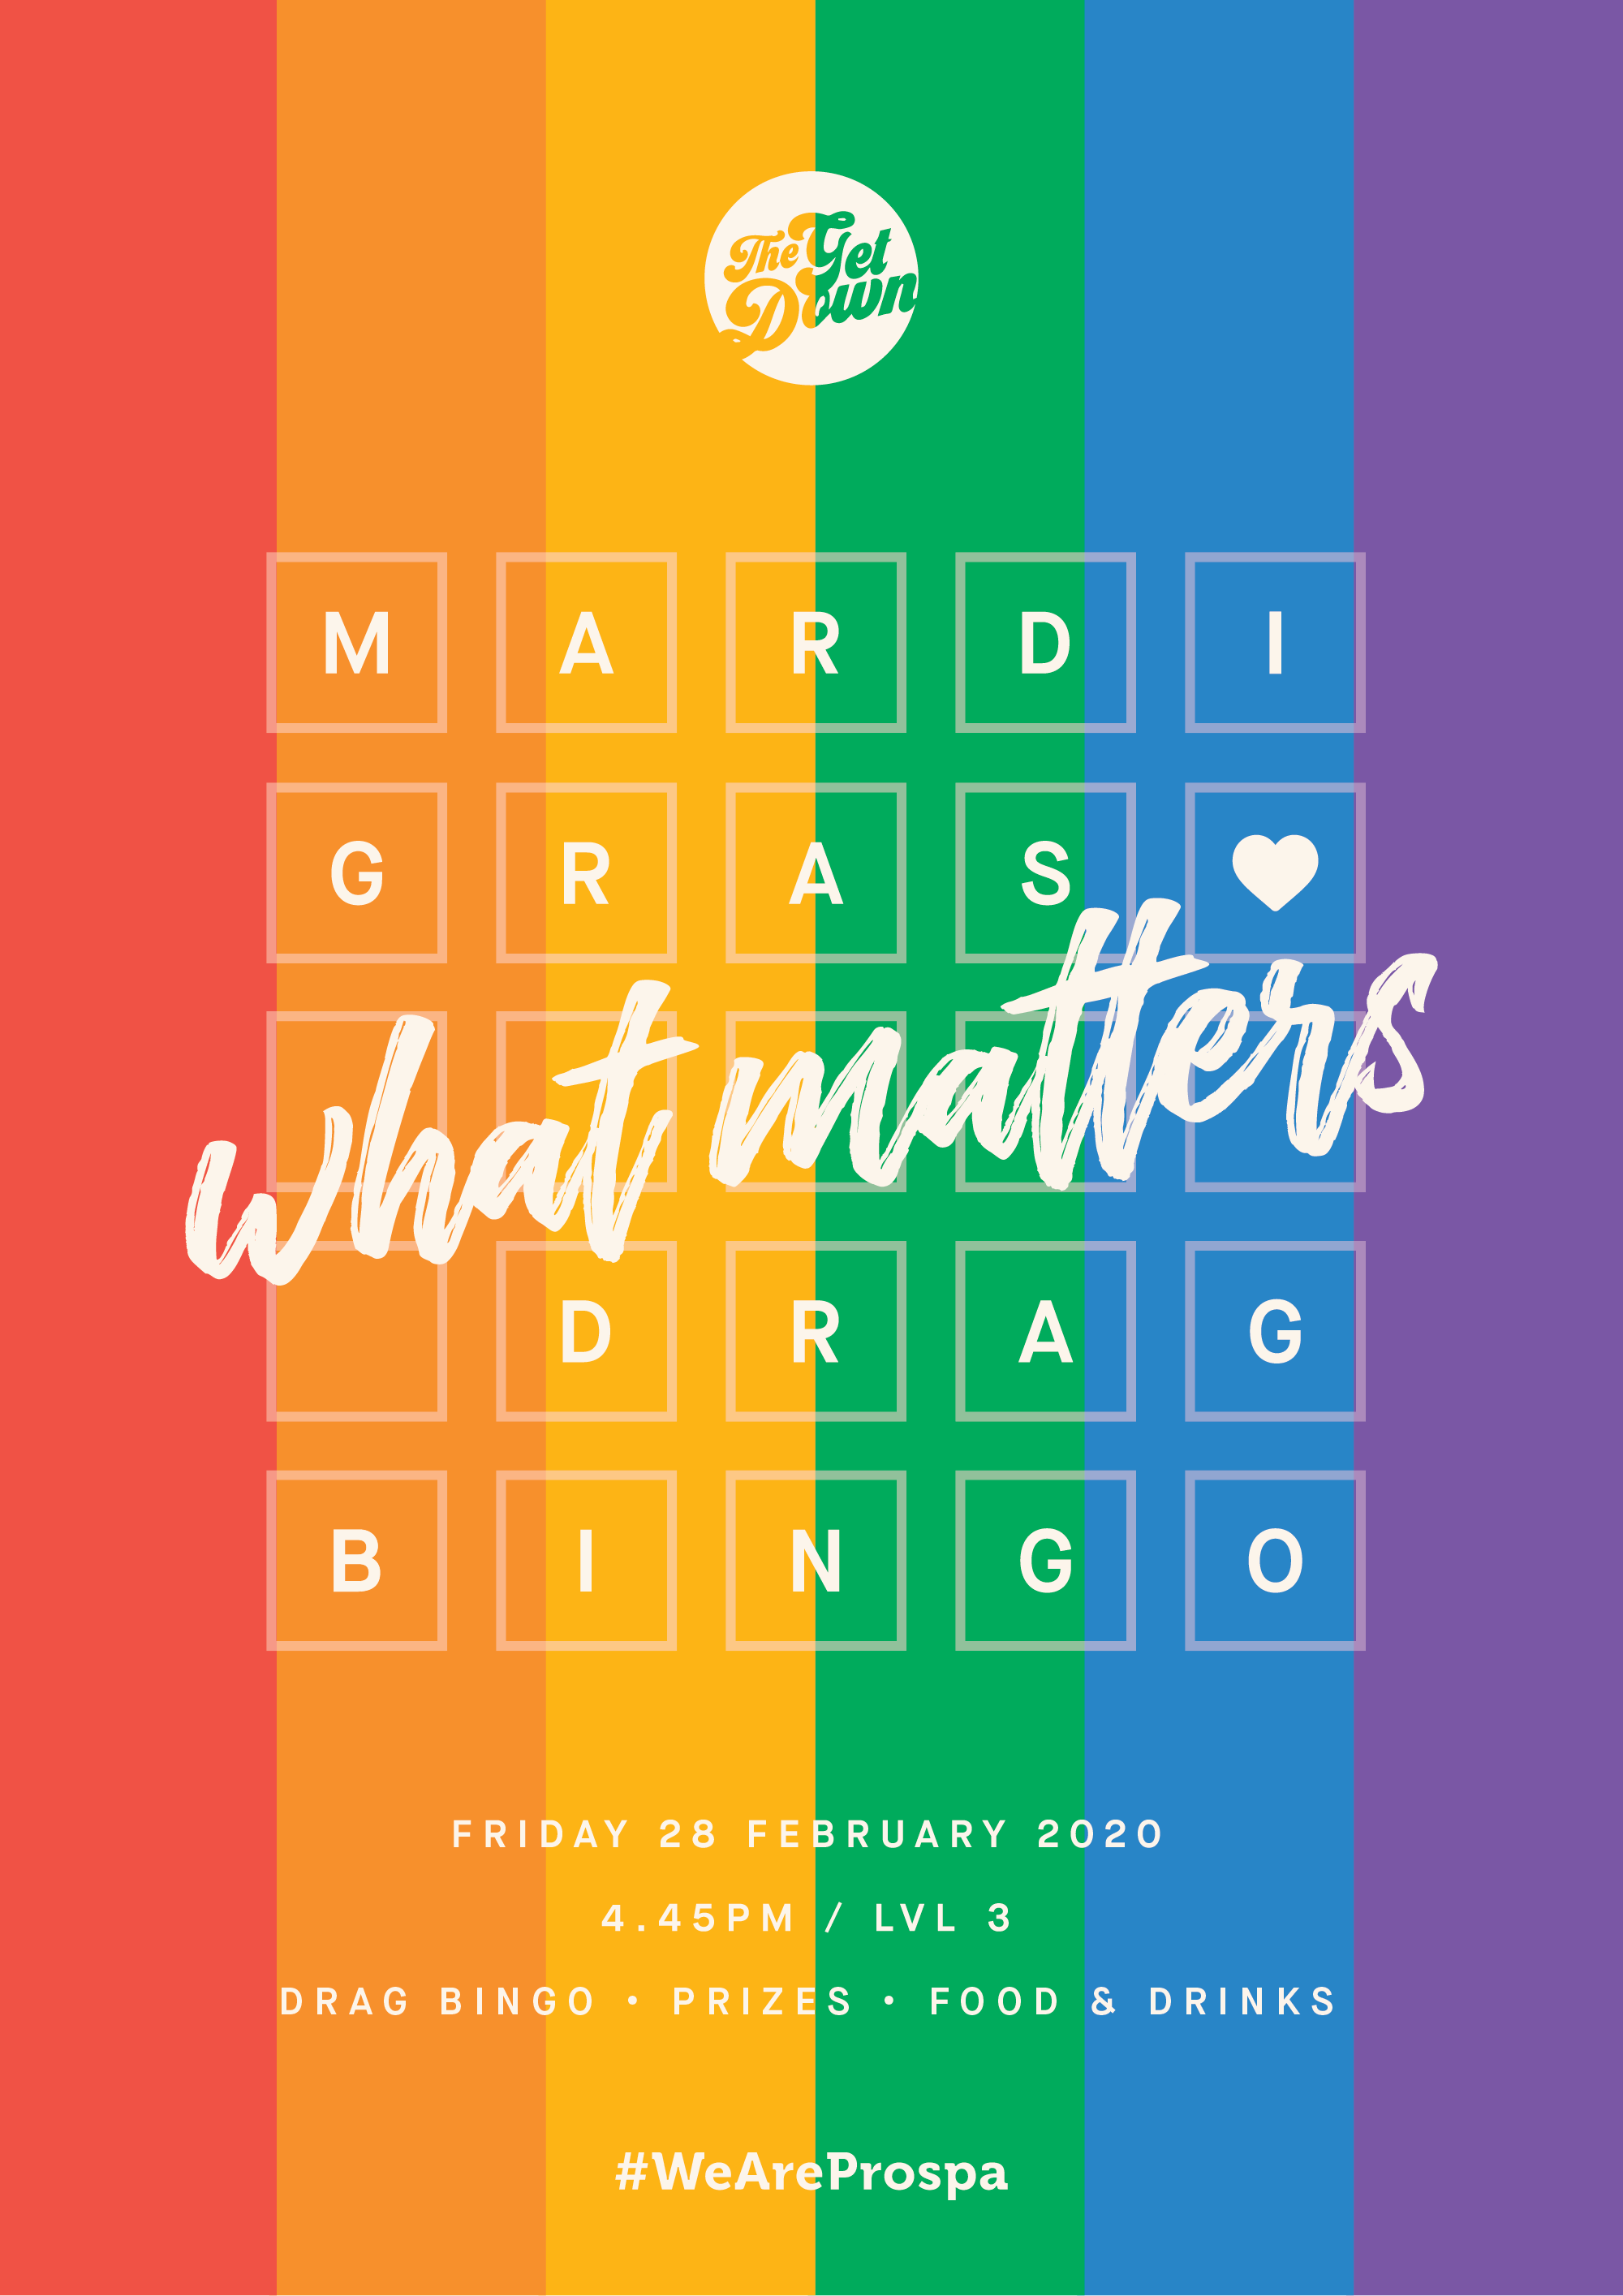 The Get
Down
M A R D I
G R A S
what matters
D R A G
B I N G O
FRIDAY 28 FEBRUARY 2020
4.45PM / LVL 3
DRAG BINGO • PRIZES • FOOD & DRINKS
#WeAreProspa